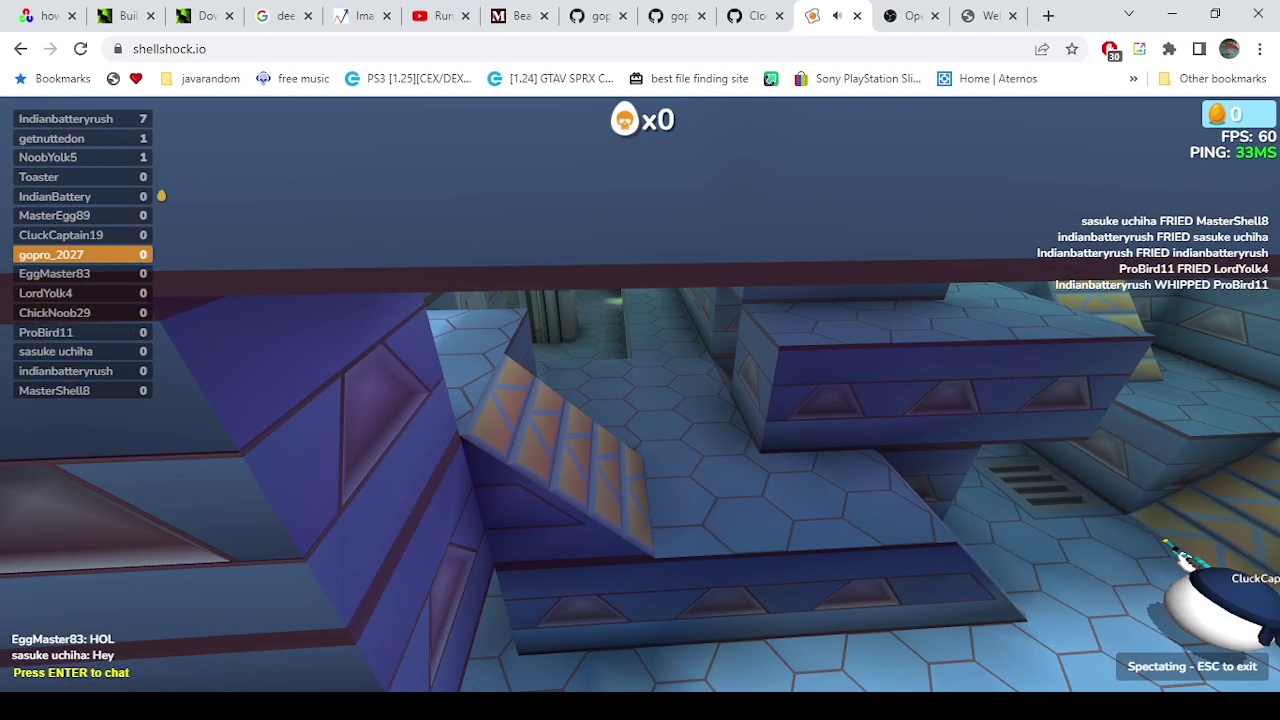 how
Buil
Dov
dee
Ima
Run
Bea
gop
gop
Clo
Ope
Wel
shellshock.io
30
Bookmarks
javarandom
free music
PS3 [1.25][CEX/DEX...
[1.24] GTAV SPRX C...
best file finding site
Sony PlayStation Sli...
Home | Aternos
»
Other bookmarks
Indianbatteryrush 7
getnuttedon 1
NoobYolk5 1
Toaster 0
IndianBattery 0
MasterEgg89 0
CluckCaptain19 0
gopro_2027 0
EggMaster83 0
LordYolk4 0
ChickNoob29 0
ProBird11 0
sasuke uchiha 0
indianbatteryrush 0
MasterShell8 0
x0
0
FPS: 60
PING: 33MS
sasuke uchiha FRIED MasterShell8
indianbatteryrush FRIED sasuke uchiha
Indianbatteryrush FRIED indianbatteryrush
ProBird11 FRIED LordYolk4
Indianbatteryrush WHIPPED ProBird11
CluckCap
EggMaster83: HOL
sasuke uchiha: Hey
Press ENTER to chat
Spectating - ESC to exit